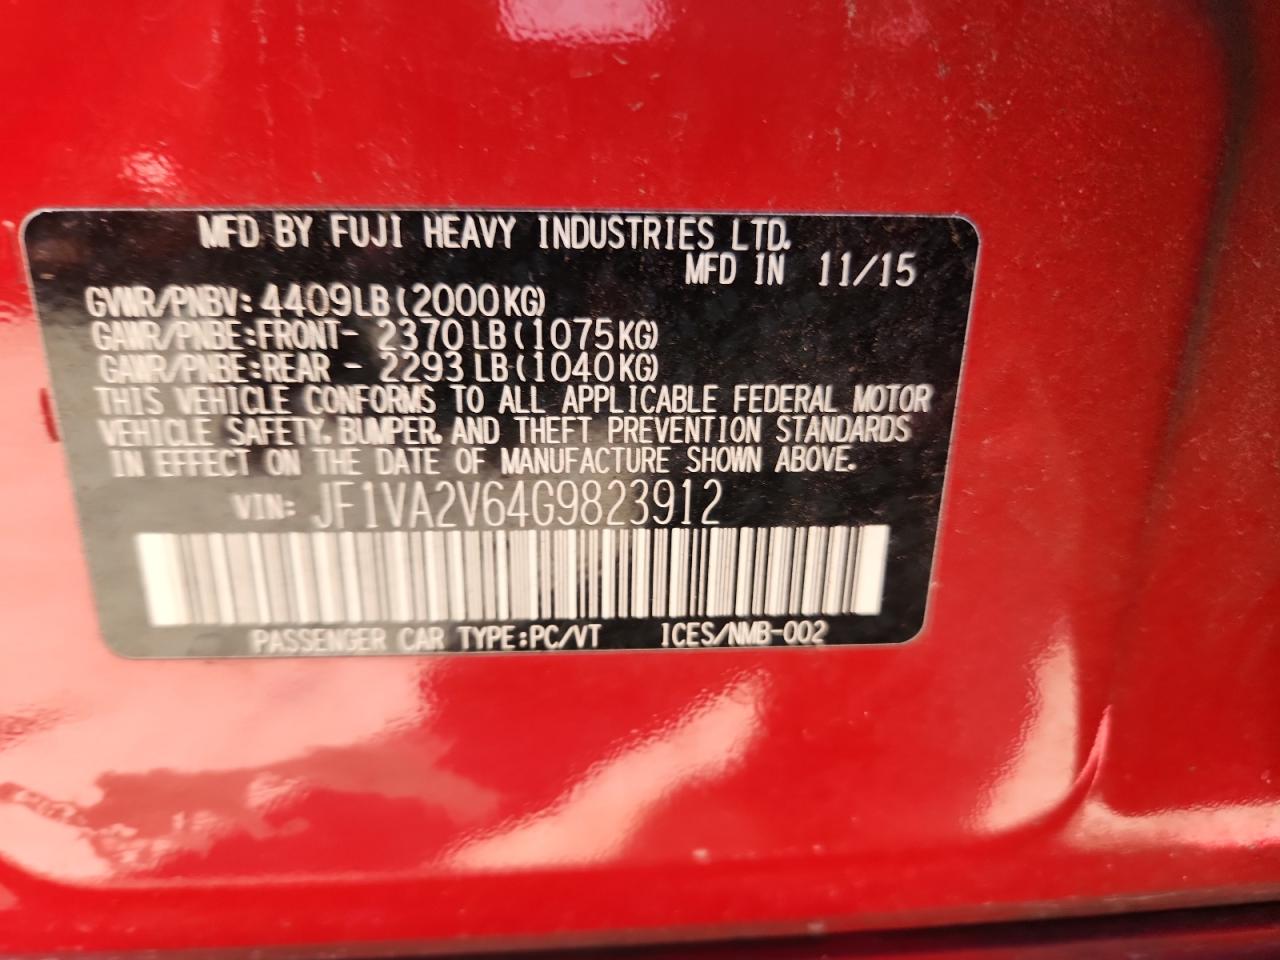 MFD BY FUJI HEAVY INDUSTRIES LTD.
MFD IN 11/15
GVWR/PNBV: 4409LB(2000KG)
GAWR/PNBE:FRONT- 2370LB(1075KG)
GAWR/PNBE:REAR - 2293LB(1040KG)
THIS VEHICLE CONFORMS TO ALL APPLICABLE FEDERAL MOTOR
VEHICLE SAFETY, BUMPER, AND THEFT PREVENTION STANDARDS
IN EFFECT ON THE DATE OF MANUFACTURE SHOWN ABOVE.
VIN: JF1VA2V64G9823912
PASSENGER CAR TYPE:PC/VT ICES/NMB-002